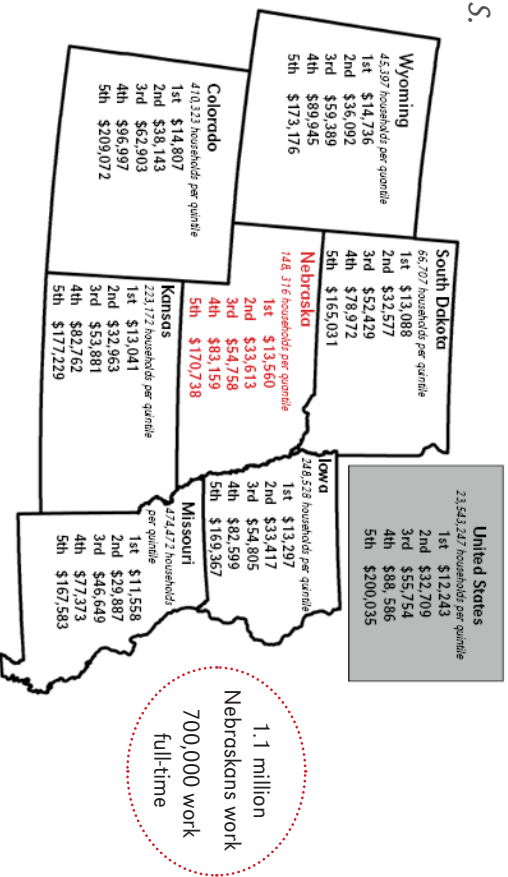 S.
Wyoming
45,397 households per quantile
1st $14,736
2nd $36,092
3rd $59,389
4th $89,945
5th $173,176
South Dakota
66,707 households per quintile
1st $13,088
2nd $32,577
3rd $52,429
4th $78,972
5th $165,031
United States
23,543,247 households per quintile
1st $12,243
2nd $32,709
3rd $55,754
4th $88, 586
5th $200,035
Nebraska
148, 316 households per quantile
1st $13,560
2nd $33,613
3rd $54,758
4th $83,159
5th $170,738
Iowa
248,528 households per quintile
1st $13,297
2nd $33,417
3rd $54,805
4th $82,599
5th $169,367
Colorado
410,323 households per quintile
1st $14,807
2nd $38,143
3rd $62,903
4th $96,997
5th $209,072
Kansas
223,172 households per quintile
1st $13,041
2nd $32,963
3rd $53,881
4th $82,762
5th $177,229
Missouri
474,472 households
per quintile
1st $11,558
2nd $29,887
3rd $46,649
4th $77,373
5th $167,583
1.1 million
Nebraskans work
700,000 work
full-time